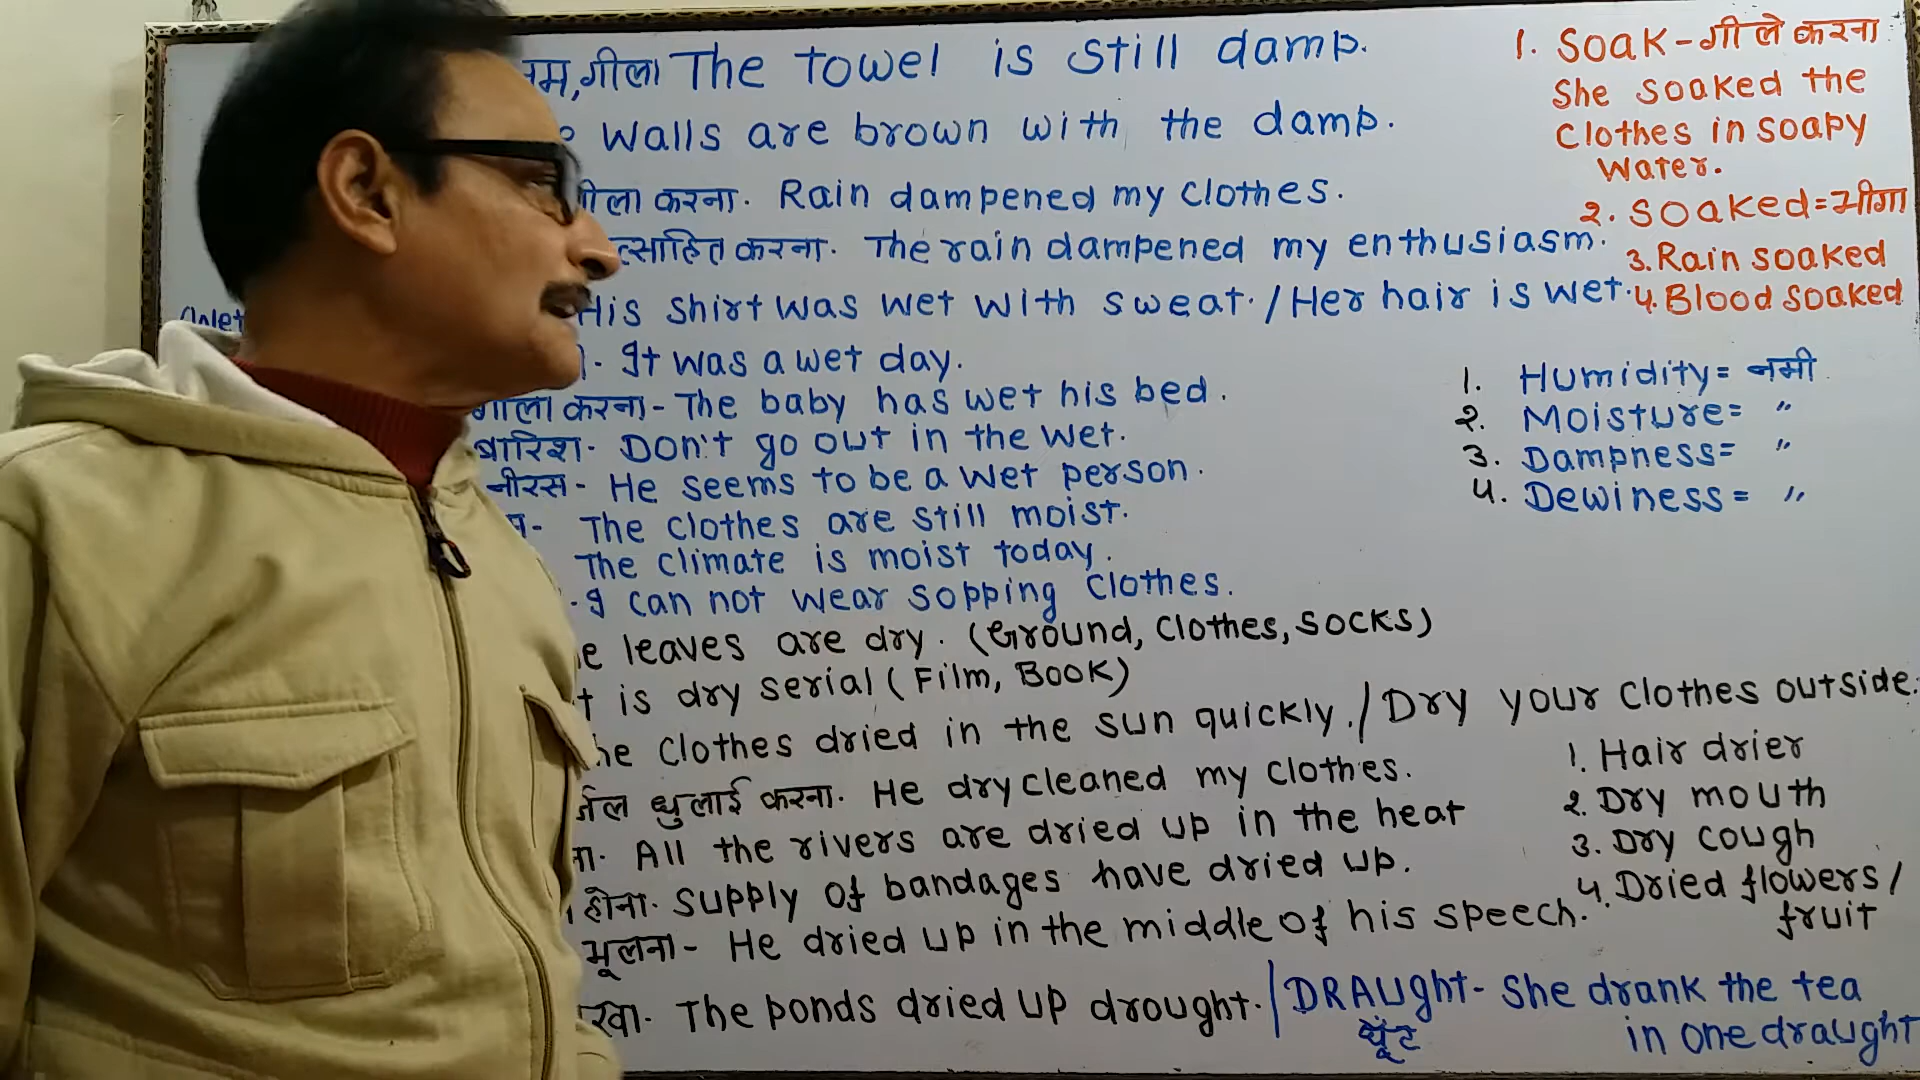 नम,गीला The towel is still damp.
walls are brown with the damp.
गीला करना. Rain dampened my clothes.
त्साहित करना. The rain dampened my enthusiasm.
(Wet
His shirt was wet with sweat. / Her hair is wet.
It was a wet day.
गीला करना - The baby has wet his bed.
बारिश. Don't go out in the wet.
नीरस - He seems to be a wet person.
The clothes are still moist.
The climate is moist today.
I can not wear sopping clothes.
leaves are dry. (Ground, Clothes, SOCKS)
is dry serial (Film, Book)
he clothes dried in the sun quickly. / Dry your clothes outside.
र्जल धुलाई करना. He drycleaned my clothes.
ना. All the rivers are dried up in the heat
होना. Supply of bandages have dried up.
भूलना - He dried up in the middle of his speech.
खा. The ponds dried up drought. / DRAUght - She drank the tea
घूँट in one draught
1. Soak - गीले करना
She soaked the
Clothes in soapy
Water.
2. Soaked = भीगा
3. Rain soaked
4. Blood soaked
1. Humidity = नमी
2. Moisture = "
3. Dampness = "
4. Dewiness = "
1. Hair drier
2. Dry mouth
3. Dry cough
4. Dried flowers /
fruit